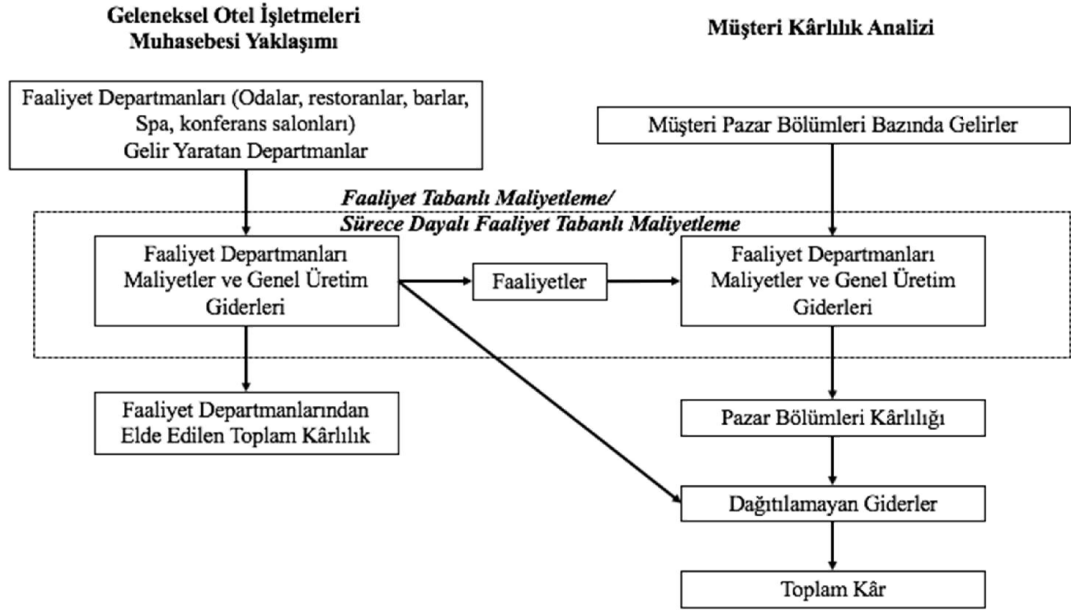 Geleneksel Otel İşletmeleri
Muhasebesi Yaklaşımı
Müşteri Kârlılık Analizi
Faaliyet Departmanları (Odalar, restoranlar, barlar,
Spa, konferans salonları)
Gelir Yaratan Departmanlar
Müşteri Pazar Bölümleri Bazında Gelirler
Faaliyet Tabanlı Maliyetleme/
Sürece Dayalı Faaliyet Tabanlı Maliyetleme
Faaliyet Departmanları
Maliyetler ve Genel Üretim
Giderleri
Faaliyetler
Faaliyet Departmanları
Maliyetler ve Genel Üretim
Giderleri
Faaliyet Departmanlarından
Elde Edilen Toplam Kârlılık
Pazar Bölümleri Kârlılığı
Dağıtılamayan Giderler
Toplam Kâr